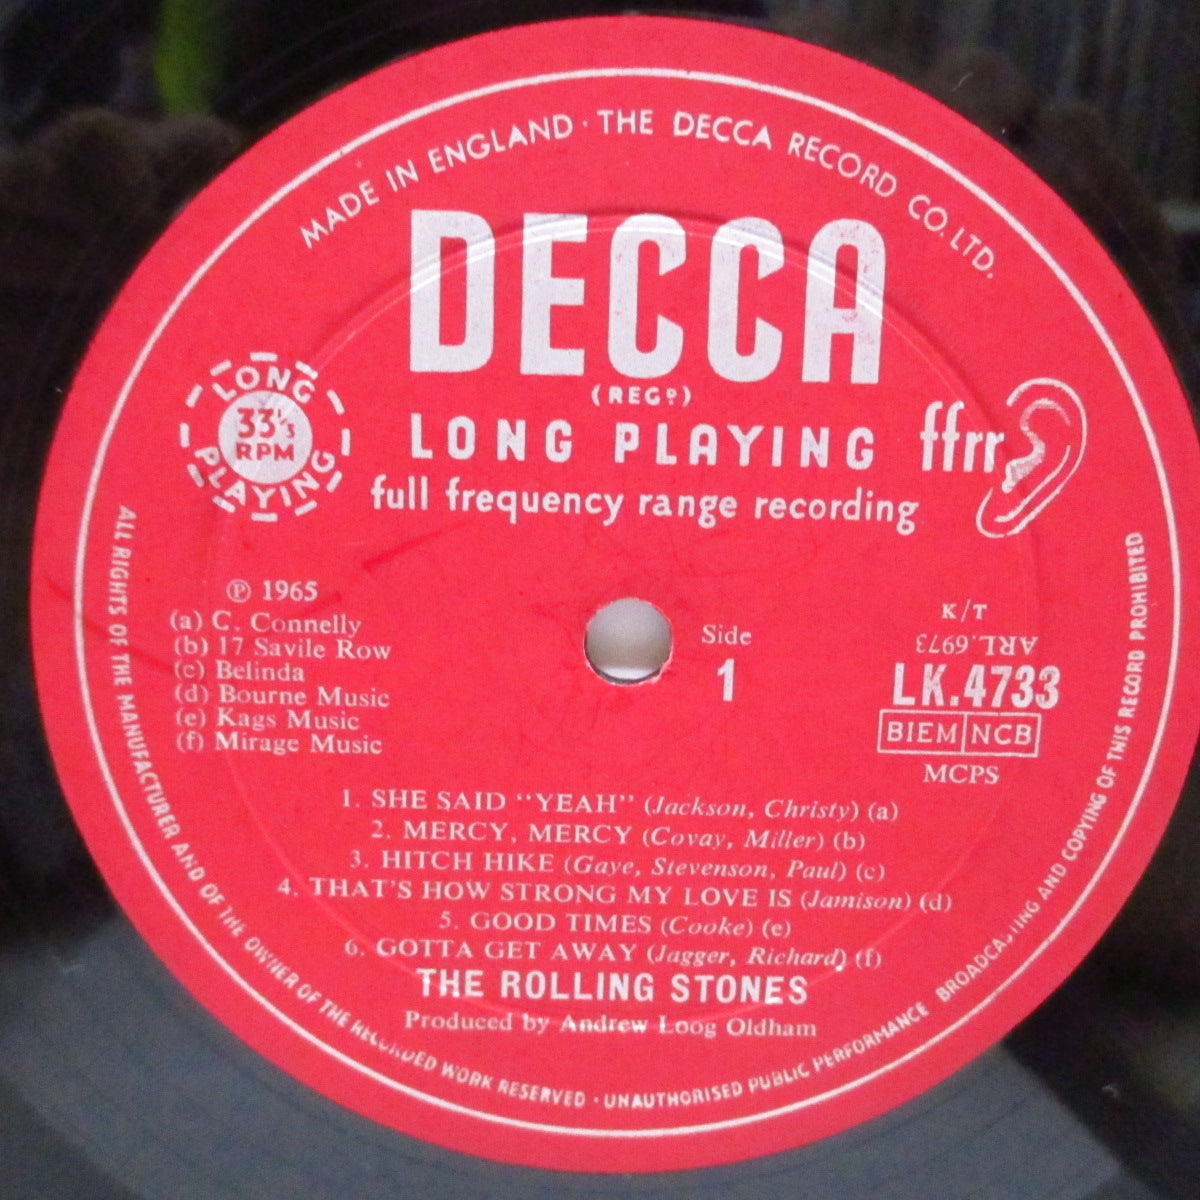 MADE IN ENGLAND · THE DECCA RECORD CO. LTD.
DECCA
(REGᴰ)
LONG PLAYING
33⅓
RPM
LONG PLAYING
ffrr
full frequency range recording
Ⓟ 1965
(a) C. Connelly
(b) 17 Savile Row
(c) Belinda
(d) Bourne Music
(e) Kags Music
(f) Mirage Music
Side
1
K/T
ARL.6973
LK.4733
BIEM NCB
MCPS
1. SHE SAID "YEAH" (Jackson, Christy) (a)
2. MERCY, MERCY (Covay, Miller) (b)
3. HITCH HIKE (Gaye, Stevenson, Paul) (c)
4. THAT'S HOW STRONG MY LOVE IS (Jamison) (d)
5. GOOD TIMES (Cooke) (e)
6. GOTTA GET AWAY (Jagger, Richard) (f)
THE ROLLING STONES
Produced by Andrew Loog Oldham
ALL RIGHTS OF THE MANUFACTURER AND OF THE OWNER OF THE RECORDED WORK RESERVED · UNAUTHORISED PUBLIC PERFORMANCE BROADCASTING AND COPYING OF THIS RECORD PROHIBITED